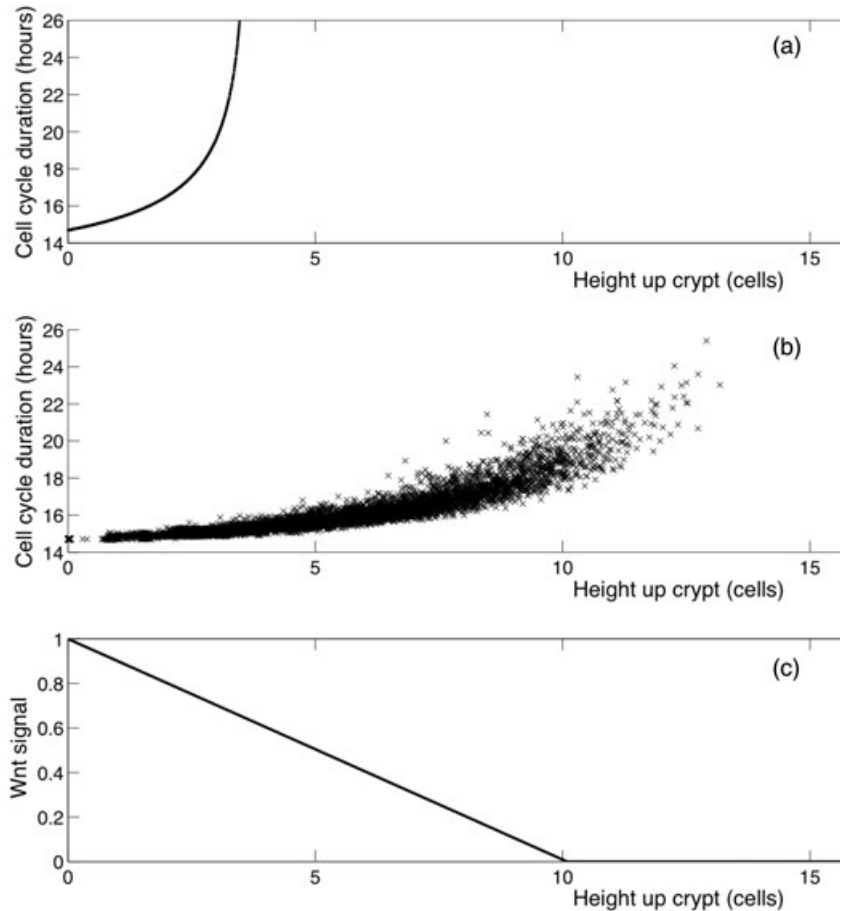 26
24
22
20
18
16
14
Cell cycle duration (hours)
(a)
0 5 10 15
Height up crypt (cells)
26
24
22
20
18
16
14
Cell cycle duration (hours)
(b)
0 5 10 15
Height up crypt (cells)
1
0.8
0.6
0.4
0.2
0
Wnt signal
(c)
0 5 10 15
Height up crypt (cells)